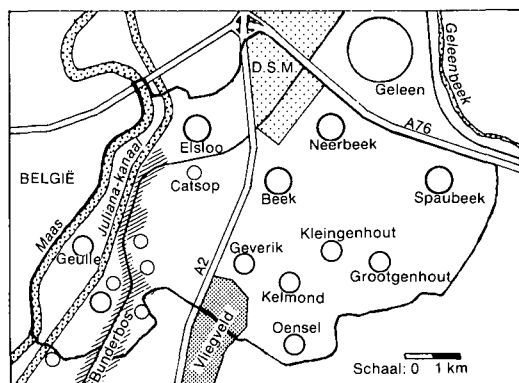 D.S.M.
Geleen
Geleenbeek
A76
Elsloo
Neerbeek
Juliana-kanaal
BELGIË
Catsop
Beek
Spaubeek
Maas
Geulle
A2
Geverik
Kleingenhout
Grootgenhout
Kelmond
Bunderbos
Vliegveld
Oensel
Schaal: 0 1 km